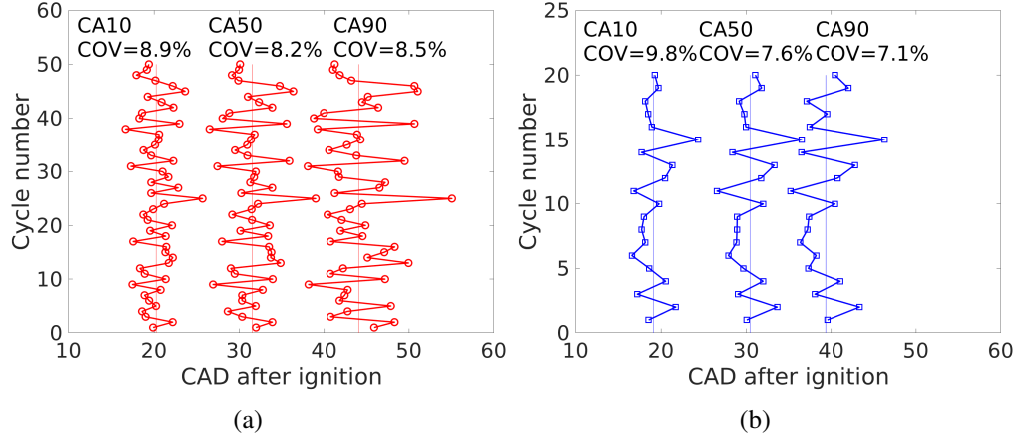 CA10 CA50 CA90
COV=8.9% COV=8.2% COV=8.5%
50
40
30
20
10
0
Cycle number
10 20 30 40 50 60
CAD after ignition
(a)
25
CA10 CA50 CA90
COV=9.8% COV=7.6% COV=7.1%
20
15
10
5
0
Cycle number
10 20 30 40 50 60
CAD after ignition
(b)
60